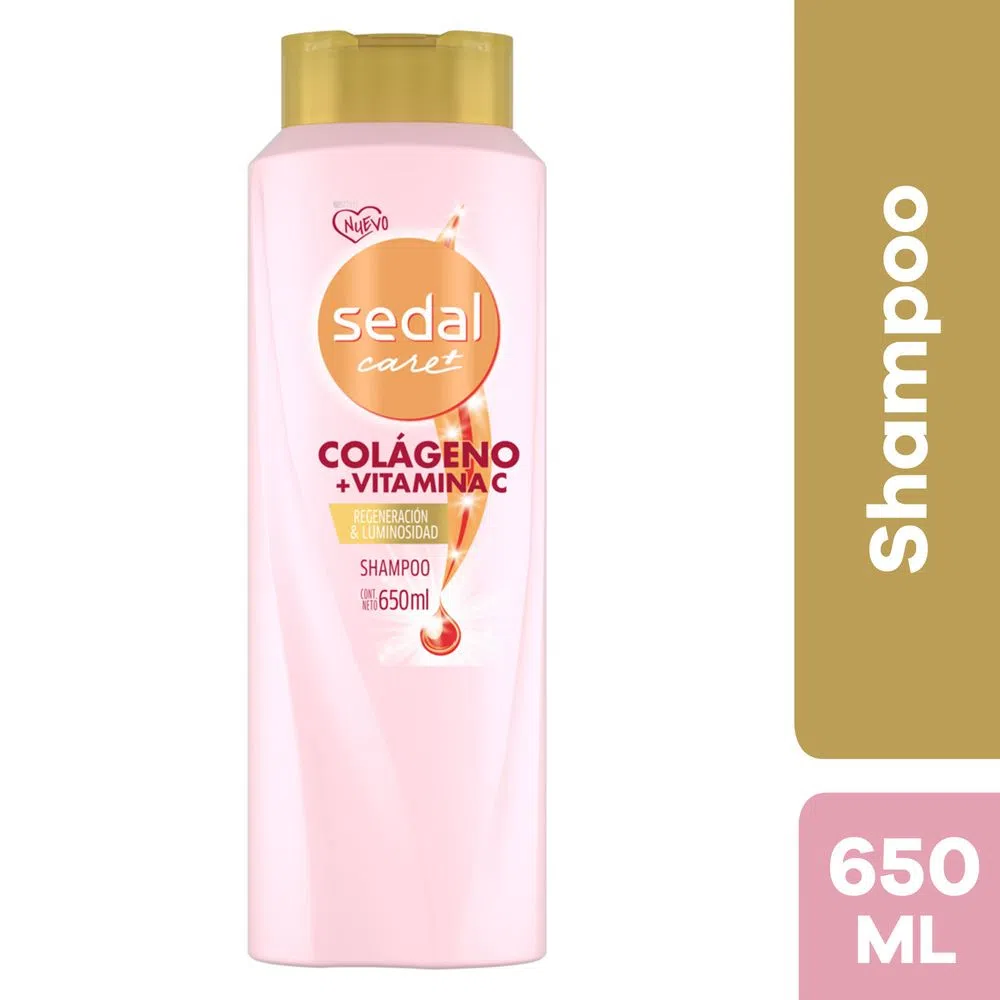 NUEVO
sedal
care+
COLÁGENO
+VITAMINA C
REGENERACIÓN
& LUMINOSIDAD
SHAMPOO
CONT.
NETO 650ml
Shampoo
650
ML